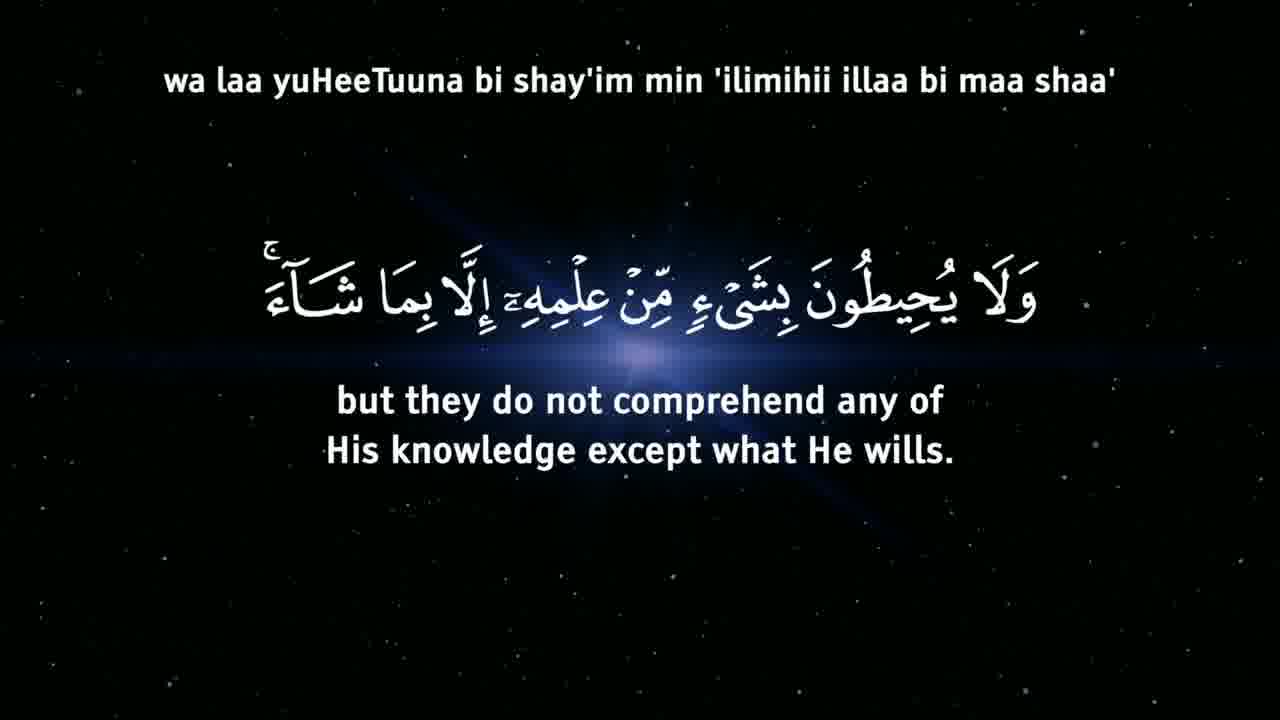 wa laa yuHeeTuuna bi shay'im min 'ilimihii illaa bi maa shaa'
وَلَا يُحِيطُونَ بِشَىْءٍ مِّنْ عِلْمِهِۦٓ إِلَّا بِمَا شَآءَ ۚ
but they do not comprehend any of
His knowledge except what He wills.